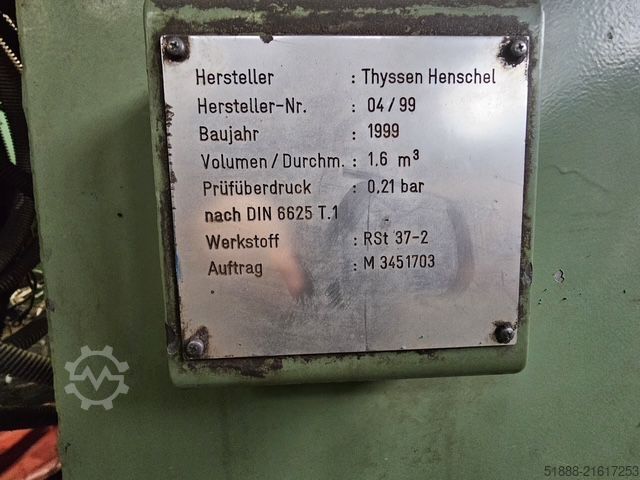 Hersteller : Thyssen Henschel
Hersteller-Nr. : 04/99
Baujahr : 1999
Volumen/Durchm. : 1,6 m³
Prüfüberdruck : 0,21 bar
nach DIN 6625 T.1
Werkstoff : RSt 37-2
Auftrag : M 3451703
51888-21617253